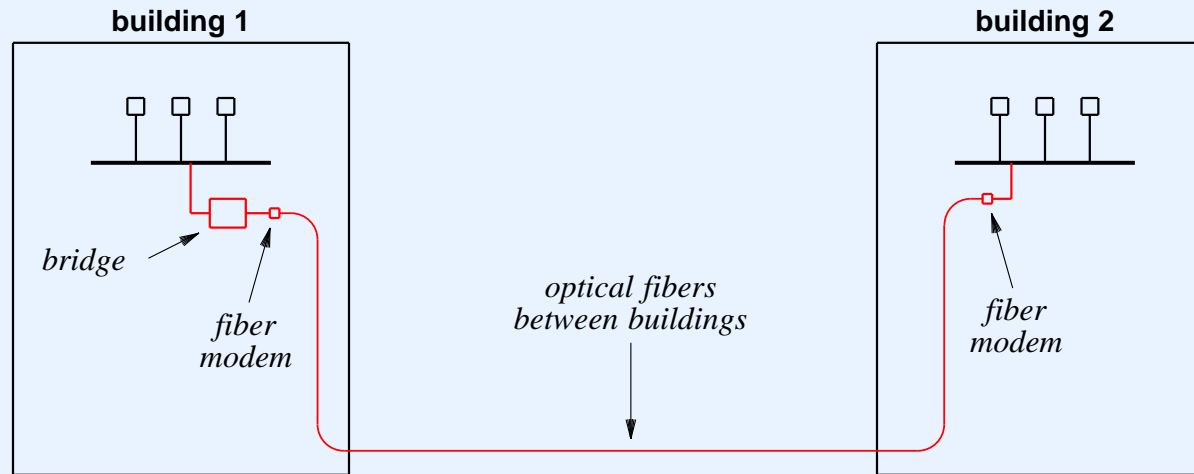 building 1
building 2
bridge
fiber
modem
optical fibers
between buildings
fiber
modem